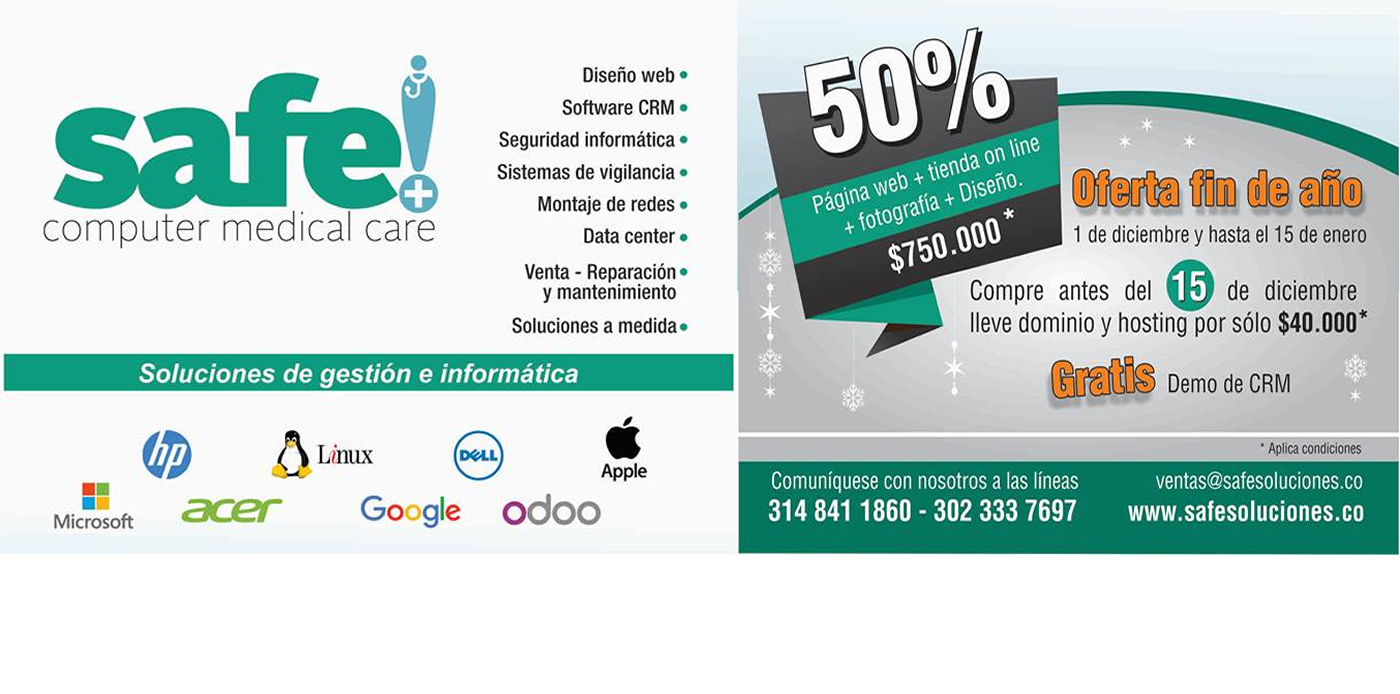 safe!
computer medical care
Diseño web •
Software CRM •
Seguridad informática •
Sistemas de vigilancia •
Montaje de redes •
Data center •
Venta - Reparación •
y mantenimiento
Soluciones a medida •
Soluciones de gestión e informática
hp
Linux
DELL
Apple
Microsoft
acer
Google
odoo
50%
Página web + tienda on line
+ fotografía + Diseño.
$750.000 *
Oferta fin de año
1 de diciembre y hasta el 15 de enero
Compre antes del 15 de diciembre
lleve dominio y hosting por sólo $40.000*
Gratis Demo de CRM
* Aplica condiciones
Comuníquese con nosotros a las líneas
314 841 1860 - 302 333 7697
ventas@safesoluciones.co
www.safesoluciones.co